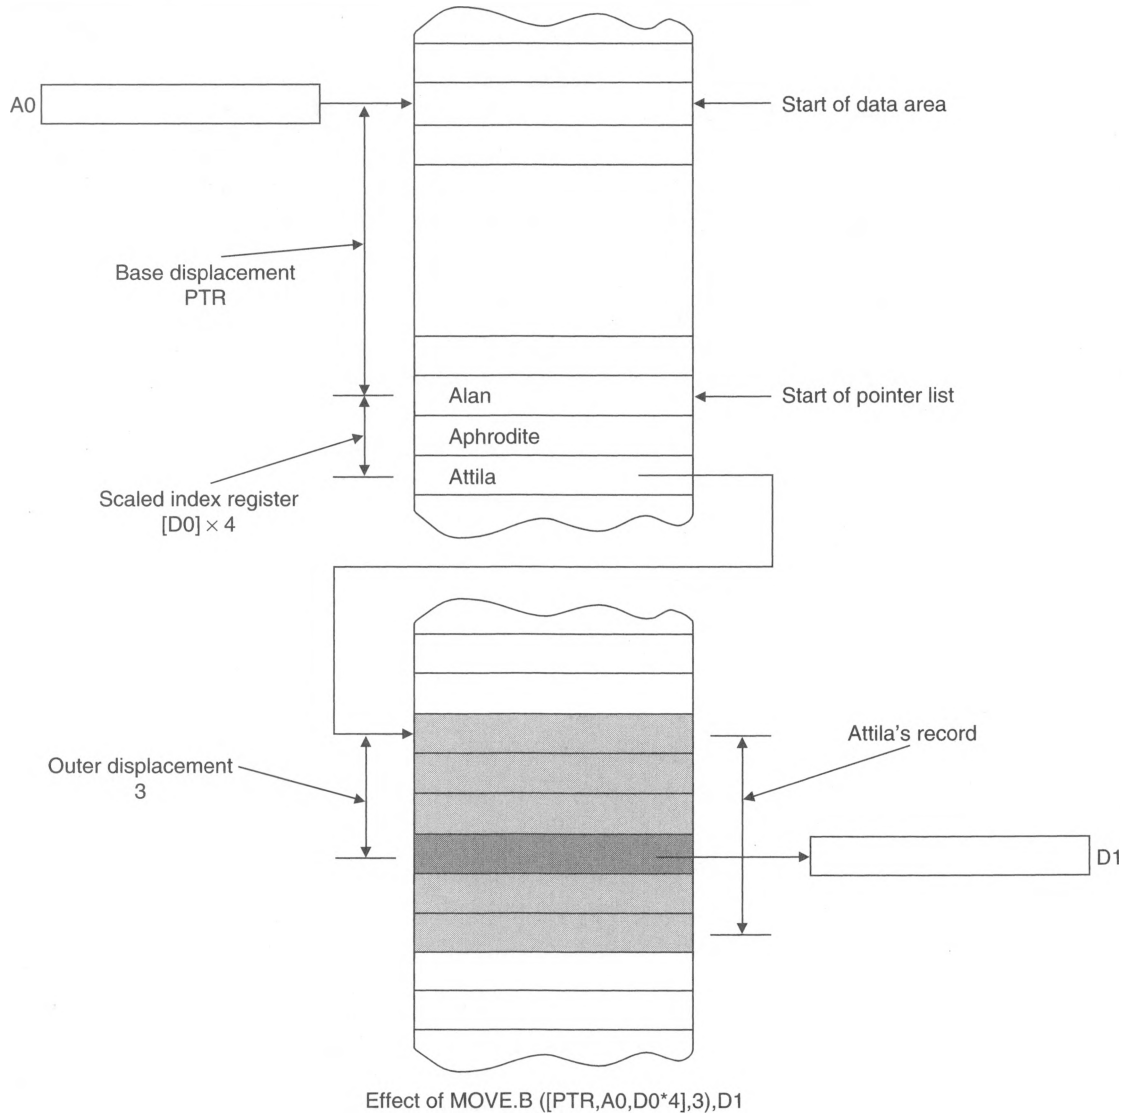 A0
Start of data area
Base displacement
PTR
Alan
Start of pointer list
Aphrodite
Attila
Scaled index register
[D0] × 4
Attila's record
Outer displacement
3
D1
Effect of MOVE.B ([PTR,A0,D0*4],3),D1